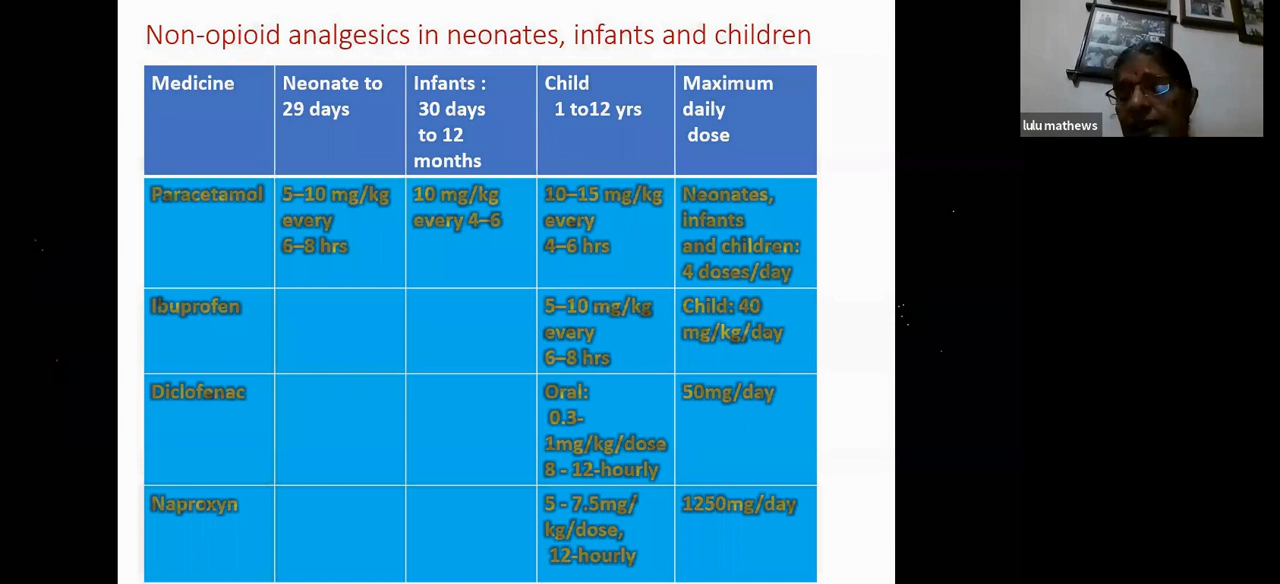 Non-opioid analgesics in neonates, infants and children
Medicine
Neonate to
29 days
Infants :
30 days
to 12
months
Child
1 to12 yrs
Maximum
daily
dose
Paracetamol
5–10 mg/kg
every
6–8 hrs
10 mg/kg
every 4–6
10–15 mg/kg
every
4–6 hrs
Neonates,
infants
and children:
4 doses/day
Ibuprofen
5–10 mg/kg
every
6–8 hrs
Child: 40
mg/kg/day
Diclofenac
Oral:
0.3-
1mg/kg/dose
8 - 12-hourly
50mg/day
Naproxyn
5 - 7.5mg/
kg/dose,
12-hourly
1250mg/day
lulu mathews